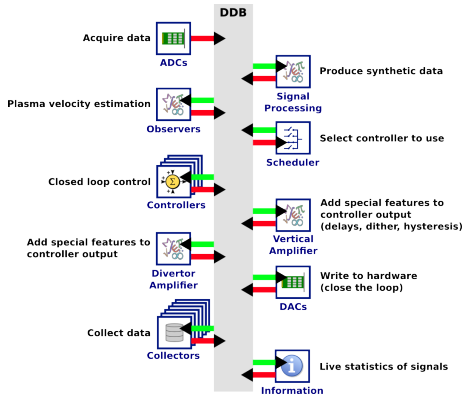 DDB
Acquire data
ADCs
Produce synthetic data
Signal
Processing
Plasma velocity estimation
Observers
Select controller to use
Scheduler
Closed loop control
Controllers
Add special features to
controller output
(delays, dither, hysteresis)
Vertical
Amplifier
Add special features to
controller output
Divertor
Amplifier
Write to hardware
(close the loop)
DACs
Collect data
Collectors
Live statistics of signals
Information